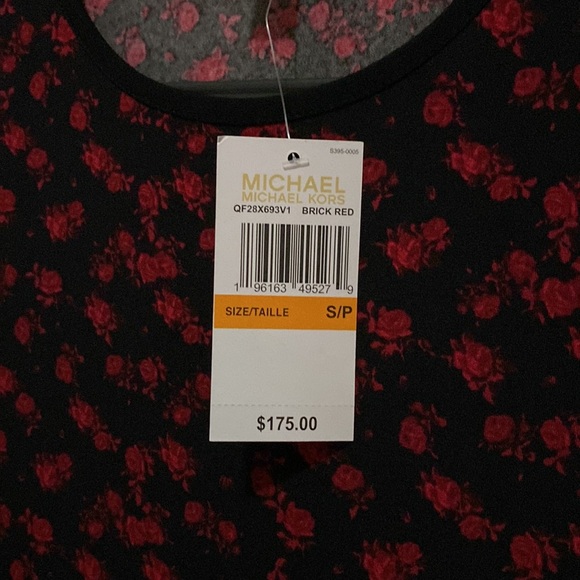 S395-0005
MICHAEL
MICHAEL KORS
QF28X693V1 BRICK RED
1 96163 49527 9
SIZE/TAILLE S/P
$175.00